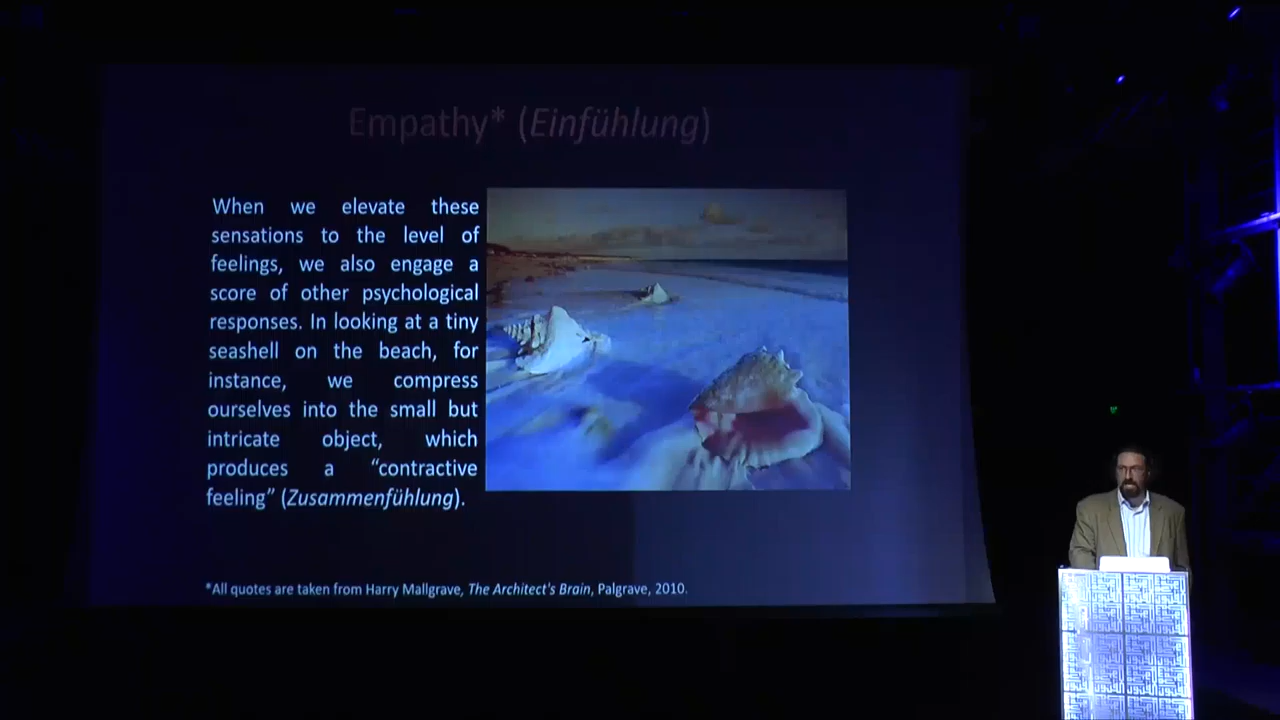 Empathy* (Einfühlung)
When we elevate these
sensations to the level of
feelings, we also engage a
score of other psychological
responses. In looking at a tiny
seashell on the beach, for
instance, we compress
ourselves into the small but
intricate object, which
produces a “contractive
feeling” (Zusammenfühlung).
*All quotes are taken from Harry Mallgrave, The Architect's Brain, Palgrave, 2010.